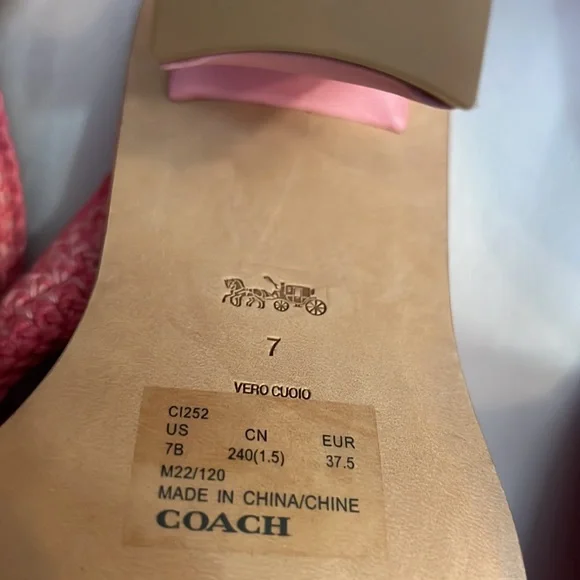 7
VERO CUOIO
CI252
US CN EUR
7B 240(1.5) 37.5
M22/120
MADE IN CHINA/CHINE
COACH